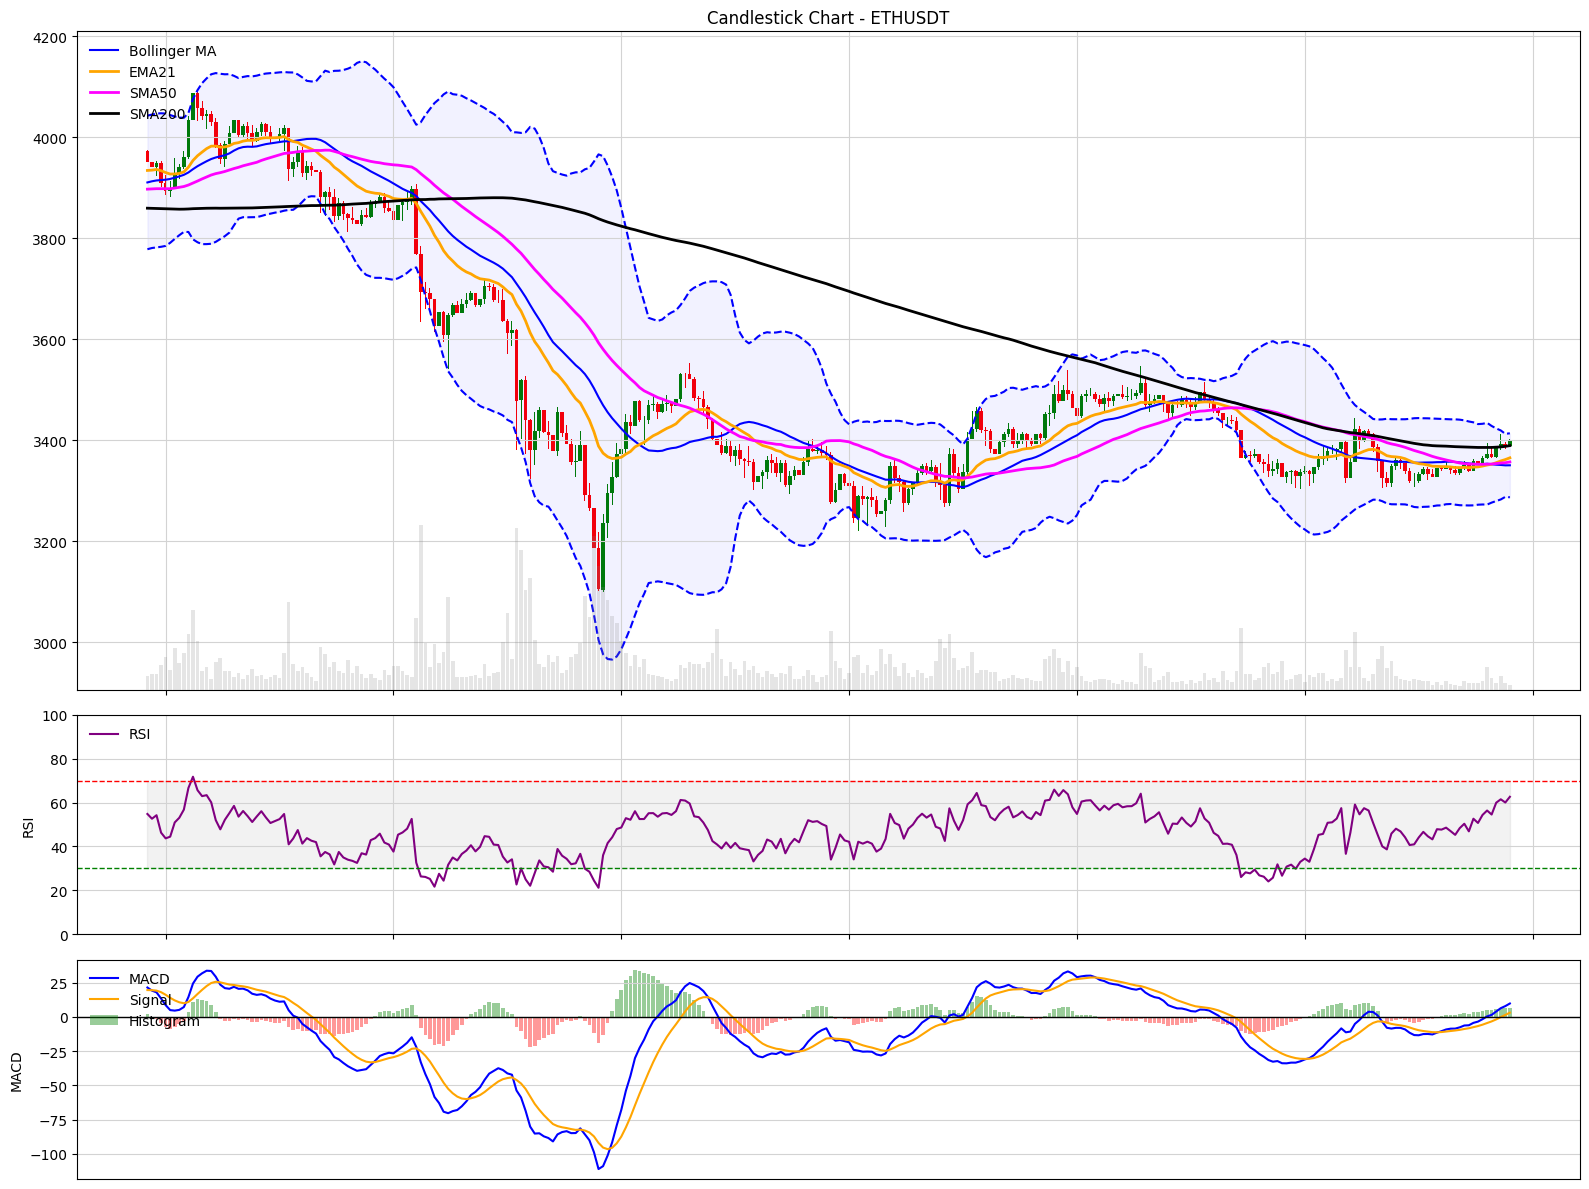 Candlestick Chart - ETHUSDT
4200
4000
3800
3600
3400
3200
3000
Bollinger MA
EMA21
SMA50
SMA200
100
80
60
40
20
0
RSI
RSI
25
0
−25
−50
−75
−100
MACD
MACD
Signal
Histogram